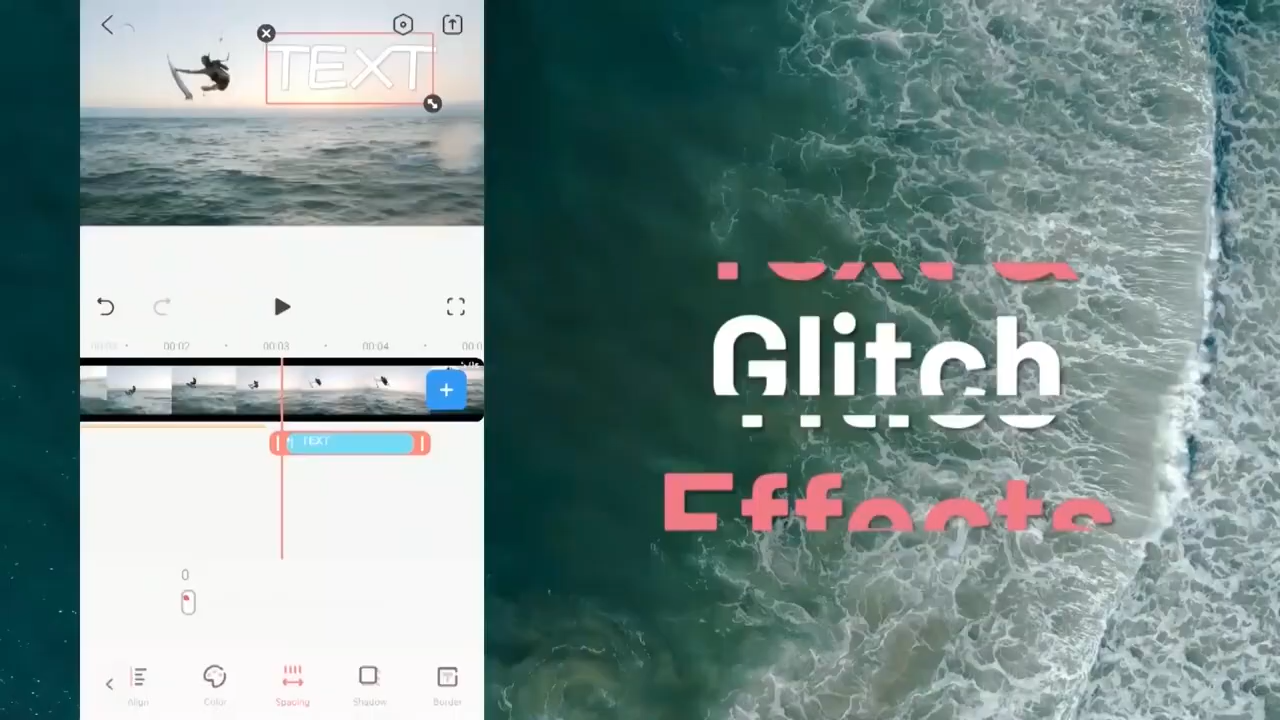 TEXT
00:02
00:03
00:04
TEXT
0
Align
Color
Spacing
Shadow
Border
Glitch
Effects